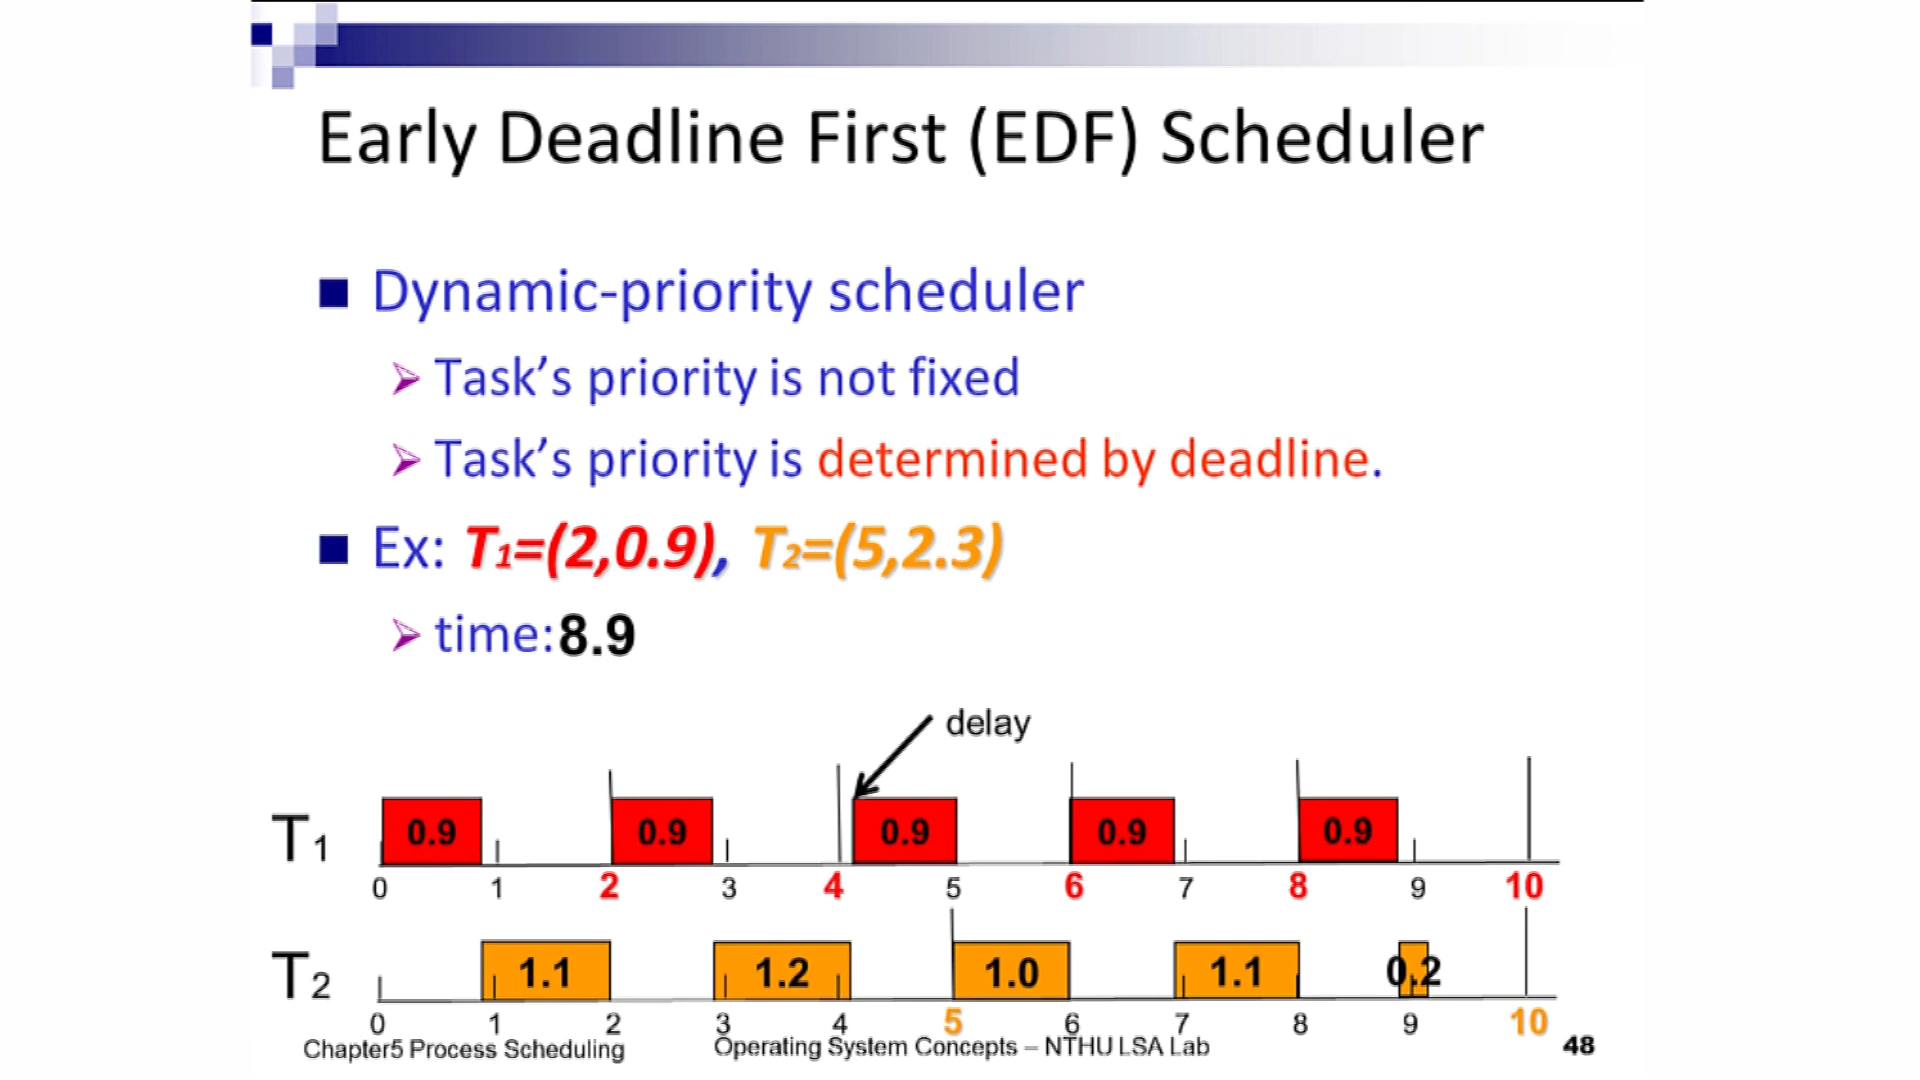 Early Deadline First (EDF) Scheduler
Dynamic-priority scheduler
Task’s priority is not fixed
Task’s priority is determined by deadline.
Ex: T1=(2,0.9), T2=(5,2.3)
time:8.9
delay
T1 0.9 0.9 0.9 0.9 0.9
0 1 2 3 4 5 6 7 8 9 10
T2 1.1 1.2 1.0 1.1 0.2
0 1 2 3 4 5 6 7 8 9 10
Chapter5 Process Scheduling Operating System Concepts – NTHU LSA Lab 48